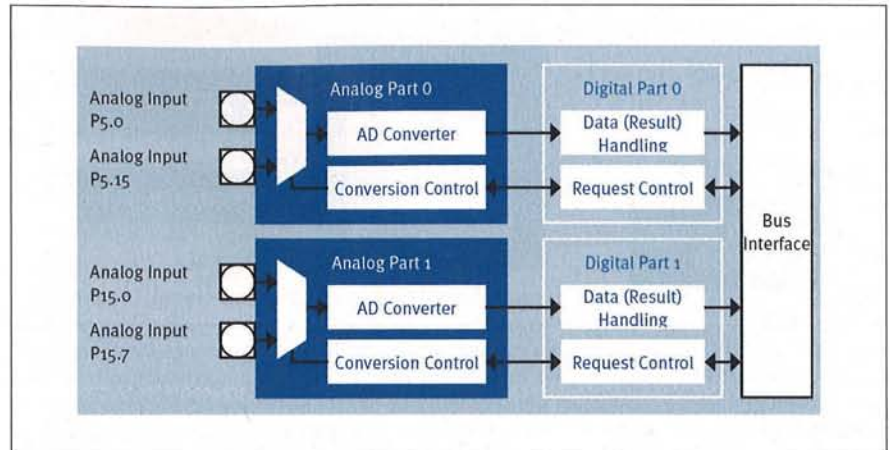 Analog Input
P5.0
Analog Input
P5.15
Analog Part 0
AD Converter
Conversion Control
Digital Part 0
Data (Result)
Handling
Request Control
Analog Input
P15.0
Analog Input
P15.7
Analog Part 1
AD Converter
Conversion Control
Digital Part 1
Data (Result)
Handling
Request Control
Bus
Interface